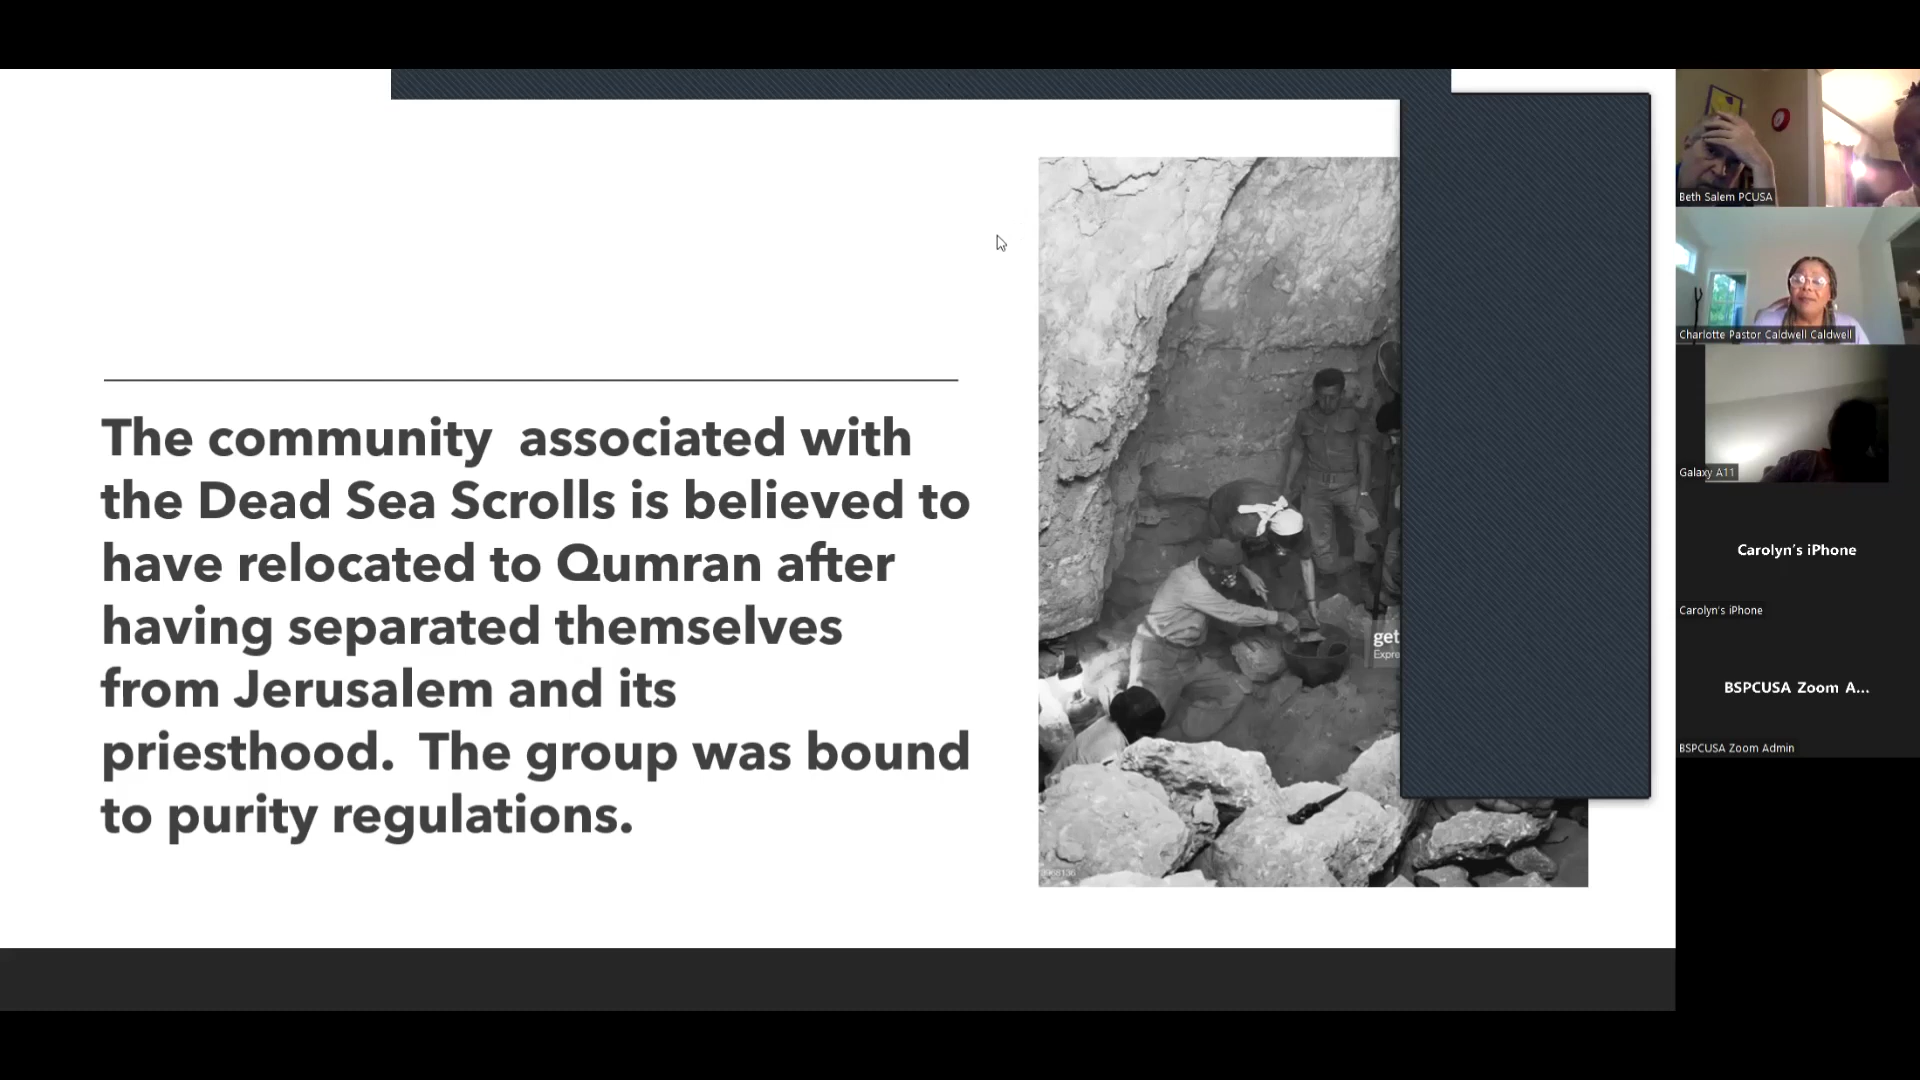 The community  associated with
the Dead Sea Scrolls is believed to
have relocated to Qumran after
having separated themselves
from Jerusalem and its
priesthood.  The group was bound
to purity regulations.
get
Expre
Beth Salem PCUSA
Charlotte Pastor Caldwell Caldwell
Galaxy A11
Carolyn's iPhone
Carolyn's iPhone
BSPCUSA Zoom A...
BSPCUSA Zoom Admin